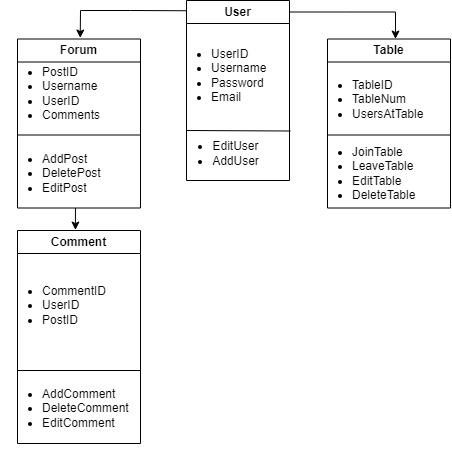 User
• UserID
• Username
• Password
• Email
• EditUser
• AddUser
Forum
• PostID
• Username
• UserID
• Comments
• AddPost
• DeletePost
• EditPost
Table
• TableID
• TableNum
• UsersAtTable
• JoinTable
• LeaveTable
• EditTable
• DeleteTable
Comment
• CommentID
• UserID
• PostID
• AddComment
• DeleteComment
• EditComment